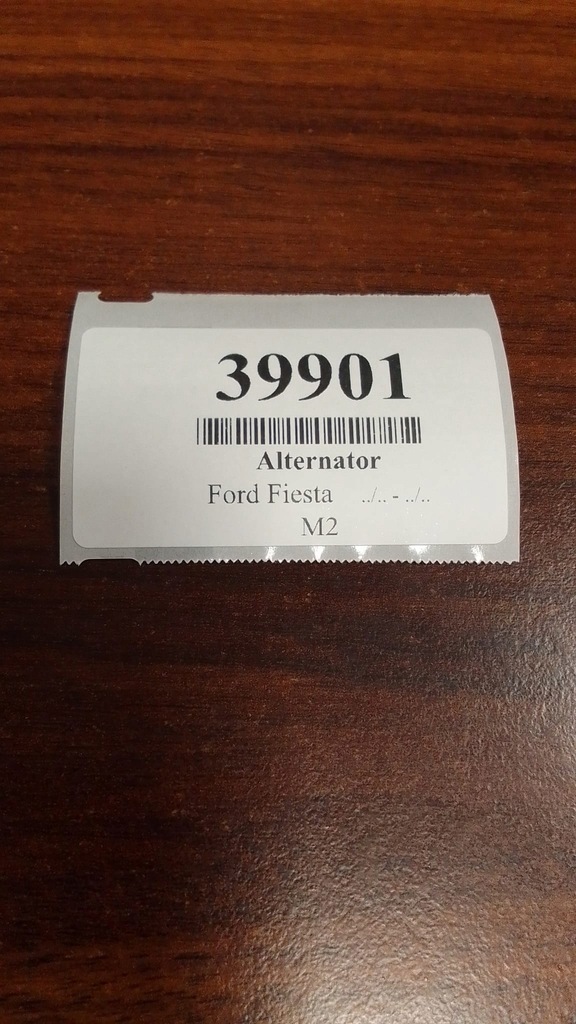 39901
Alternator
Ford Fiesta ../.. - ../..
M2